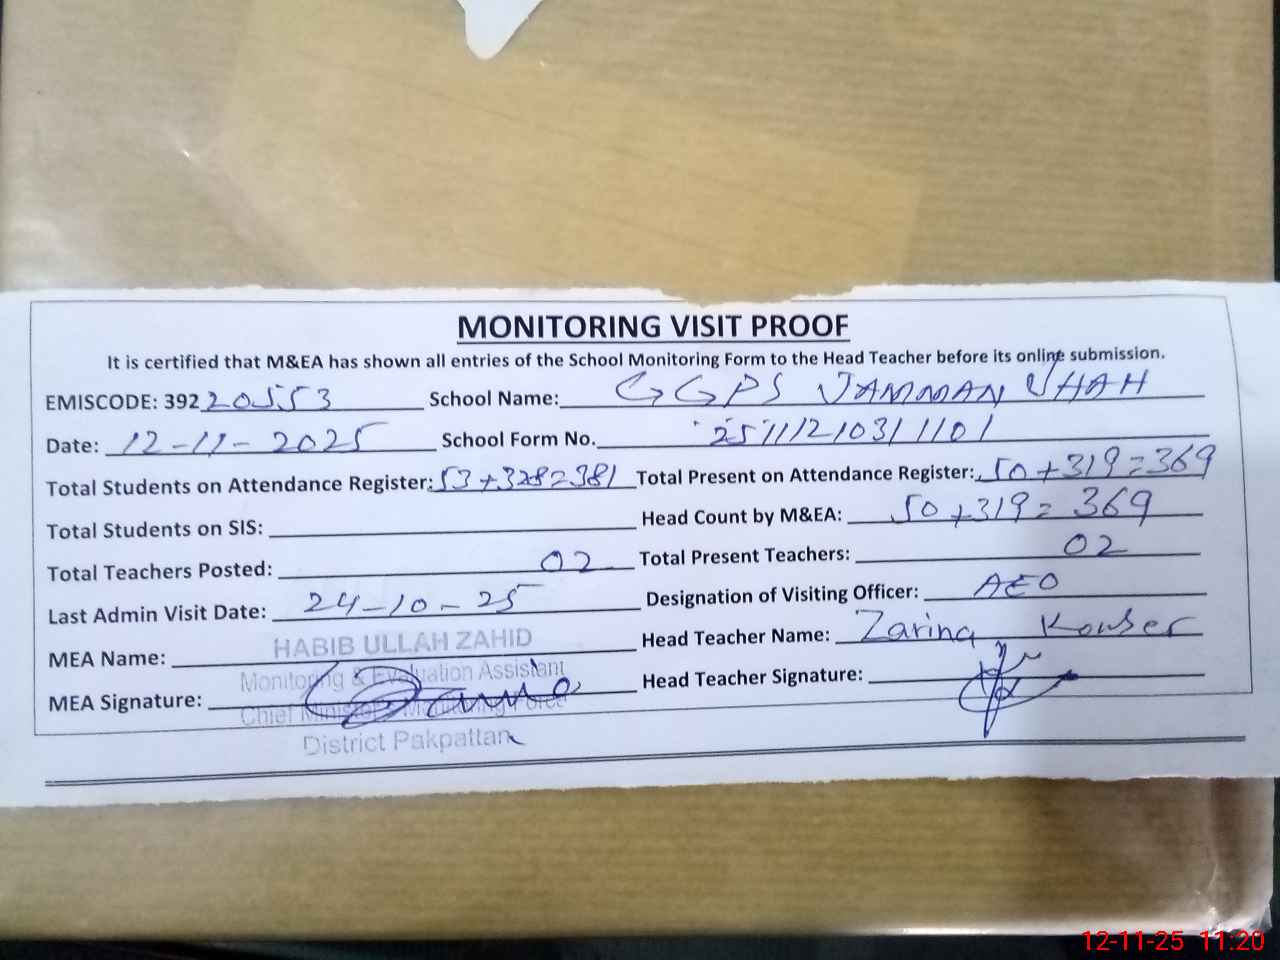 MONITORING VISIT PROOF
It is certified that M&EA has shown all entries of the School Monitoring Form to the Head Teacher before its online submission.
EMISCODE: 39220553 School Name: GGPS JAMMAN SHAH
Date: 12-11-2025 School Form No. 25111210311101
Total Students on Attendance Register: 53+328=381 Total Present on Attendance Register: 50+319=369
Total Students on SIS: Head Count by M&EA: 50+319=369
Total Teachers Posted: 02 Total Present Teachers: 02
Last Admin Visit Date: 24-10-25 Designation of Visiting Officer: AEO
MEA Name: HABIB ULLAH ZAHID Head Teacher Name: Zarina Kowser
Monitoring & Evaluation Assistant
MEA Signature: Head Teacher Signature:
Chief Minister's Monitoring Force
District Pakpattan
12-11-25 11:20